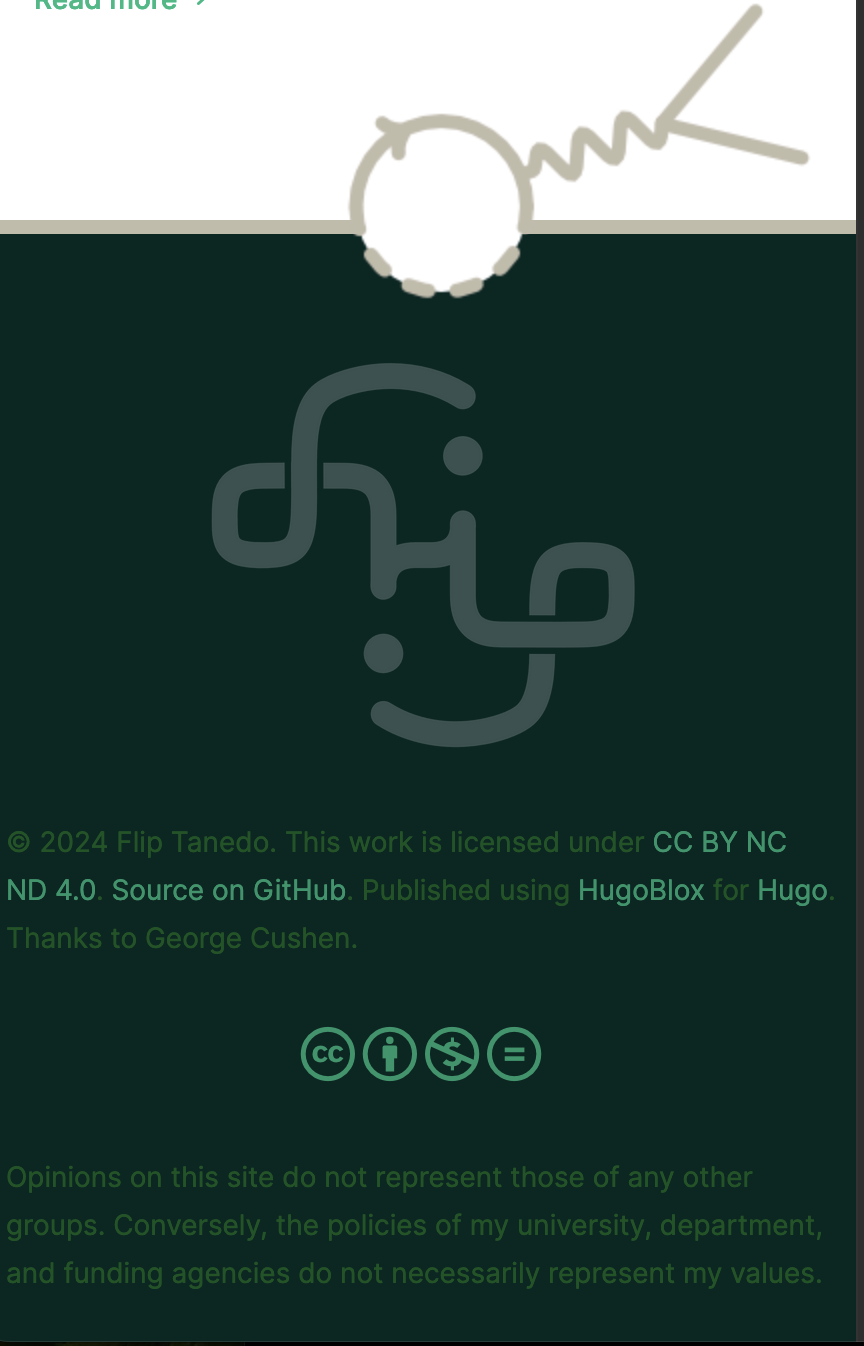 Read more
flip
© 2024 Flip Tanedo. This work is licensed under CC BY NC
ND 4.0. Source on GitHub. Published using HugoBlox for Hugo.
Thanks to George Cushen.
cc $ =
Opinions on this site do not represent those of any other
groups. Conversely, the policies of my university, department,
and funding agencies do not necessarily represent my values.